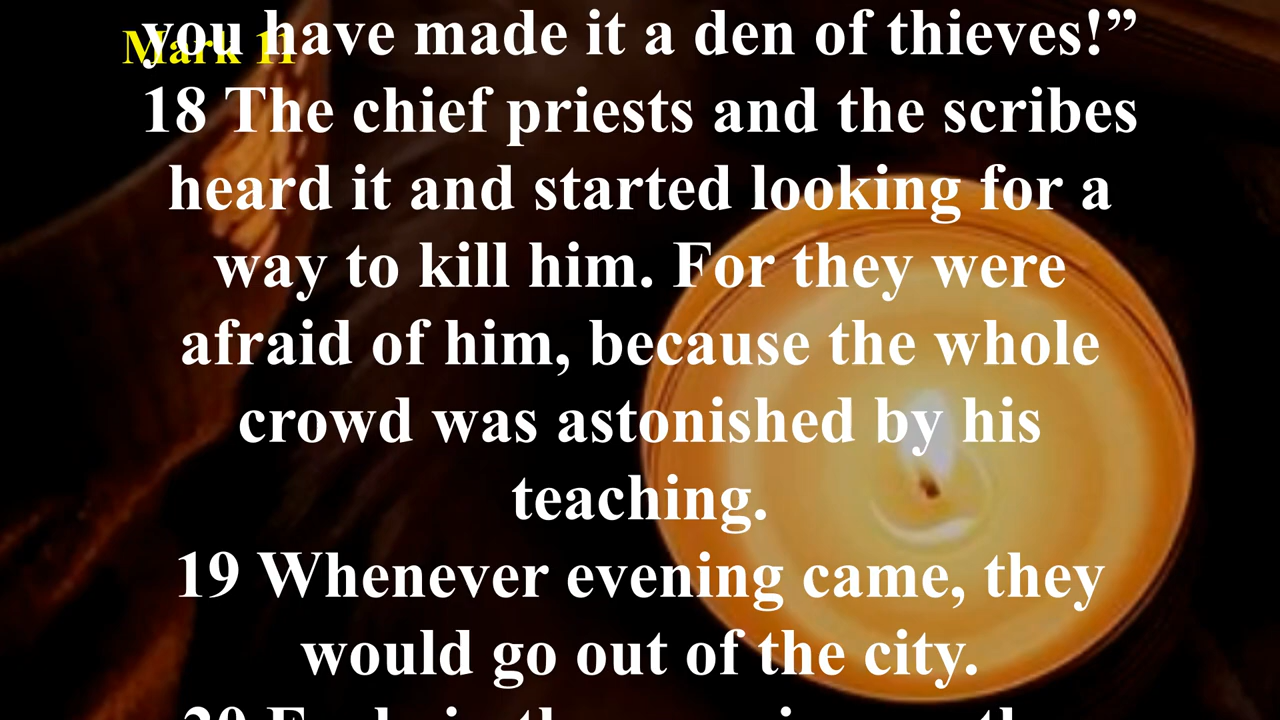 Mark 11
you have made it a den of thieves!”
18 The chief priests and the scribes
heard it and started looking for a
way to kill him. For they were
afraid of him, because the whole
crowd was astonished by his
teaching.
19 Whenever evening came, they
would go out of the city.
20